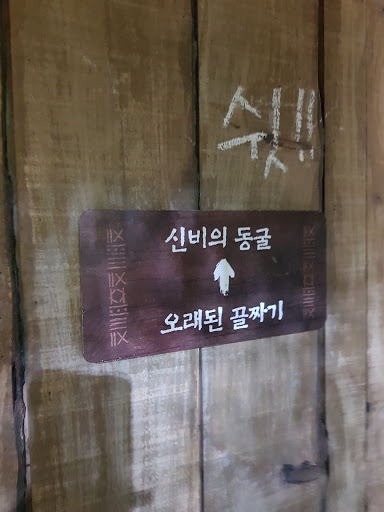 쉿!!
신비의 동굴
↑
오래된 골짜기